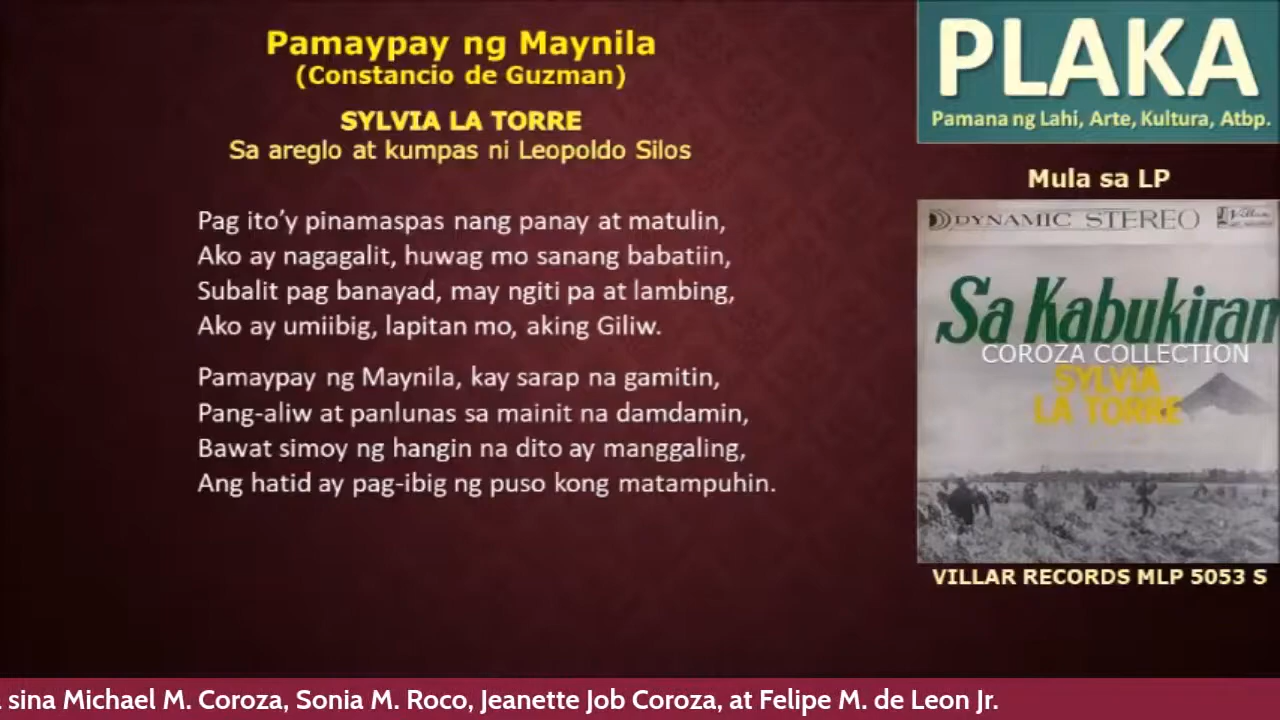 Pamaypay ng Maynila
(Constancio de Guzman)
SYLVIA LA TORRE
Sa areglo at kumpas ni Leopoldo Silos
Pag ito'y pinamaspas nang panay at matulin,
Ako ay nagagalit, huwag mo sanang babatiin,
Subalit pag banayad, may ngiti pa at lambing,
Ako ay umiibig, lapitan mo, aking Giliw.
Pamaypay ng Maynila, kay sarap na gamitin,
Pang-aliw at panlunas sa mainit na damdamin,
Bawat simoy ng hangin na dito ay manggaling,
Ang hatid ay pag-ibig ng puso kong matampuhin.
PLAKA
Pamana ng Lahi, Arte, Kultura, Atbp.
Mula sa LP
DYNAMIC STEREO
Villar
Sa Kabukiran
COROZA COLLECTION
SYLVIA
LA TORRE
VILLAR RECORDS MLP 5053 S
sina Michael M. Coroza, Sonia M. Roco, Jeanette Job Coroza, at Felipe M. de Leon Jr.